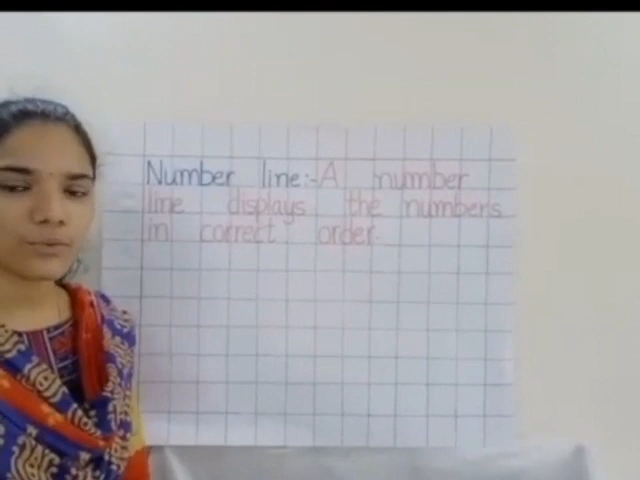 Number line:- A number
line displays the numbers
in correct order.